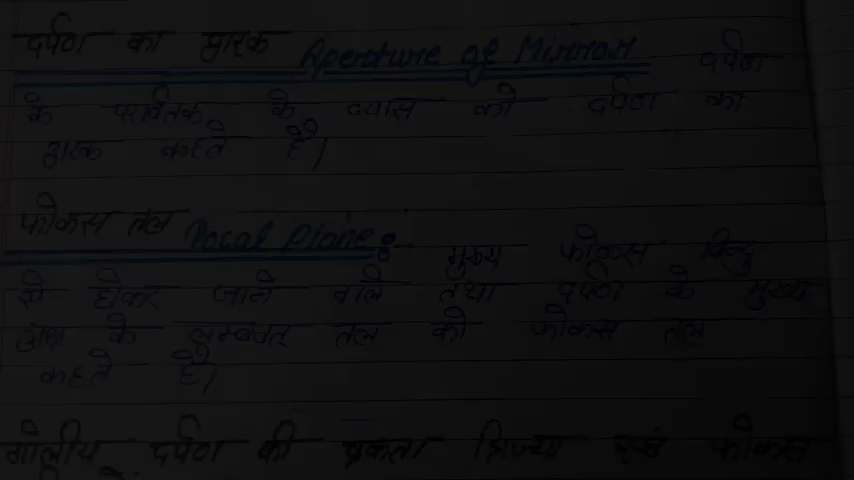 दर्पण का द्वारक Aperature of Mirror दर्पण
के परावर्तक के व्यास को दर्पण का
द्वारक कहते है।
फोकस तल Focal Plane: मुख्य फोकस बिन्दु
से होकर जाने वाले तथा दर्पण के मुख्य
अक्ष के लम्बवत तल को फोकस तल
कहते है।
गोलीय दर्पण की वक्रता त्रिज्या एवं फोकस